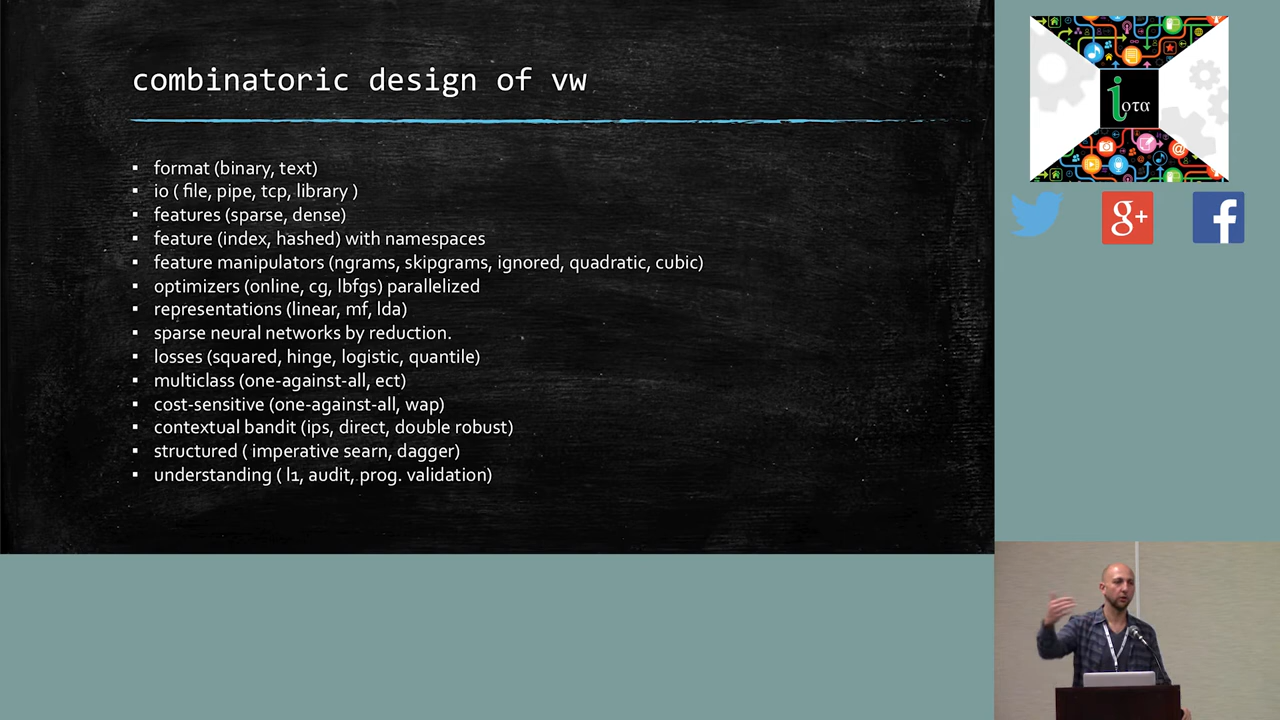 combinatoric design of vw
format (binary, text)
io ( file, pipe, tcp, library )
features (sparse, dense)
feature (index, hashed) with namespaces
feature manipulators (ngrams, skipgrams, ignored, quadratic, cubic)
optimizers (online, cg, lbfgs) parallelized
representations (linear, mf, lda)
sparse neural networks by reduction.
losses (squared, hinge, logistic, quantile)
multiclass (one-against-all, ect)
cost-sensitive (one-against-all, wap)
contextual bandit (ips, direct, double robust)
structured ( imperative searn, dagger)
understanding ( l1, audit, prog. validation)
iοτα
g+
f